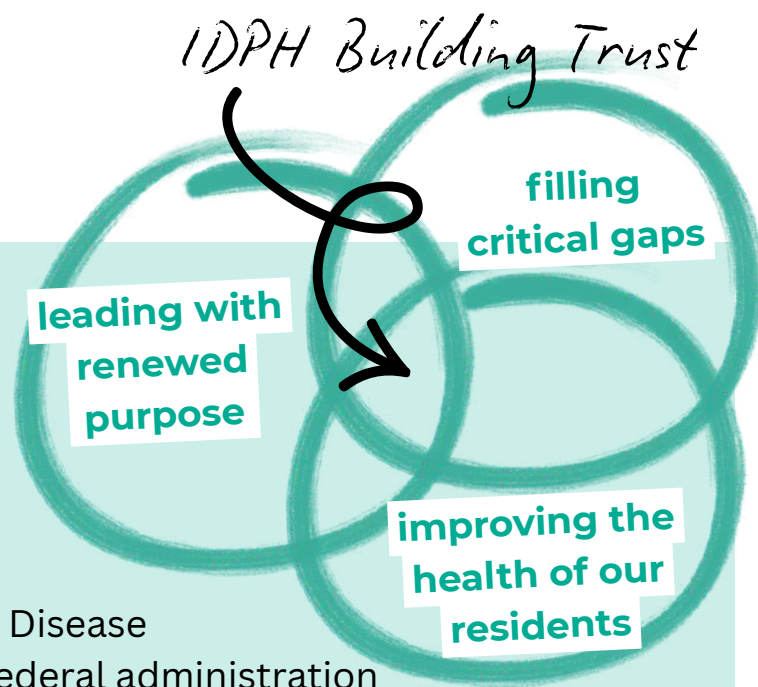 IDPH Building Trust
filling
critical gaps
leading with
renewed
purpose
improving the
health of our
residents
Disease
ederal administration